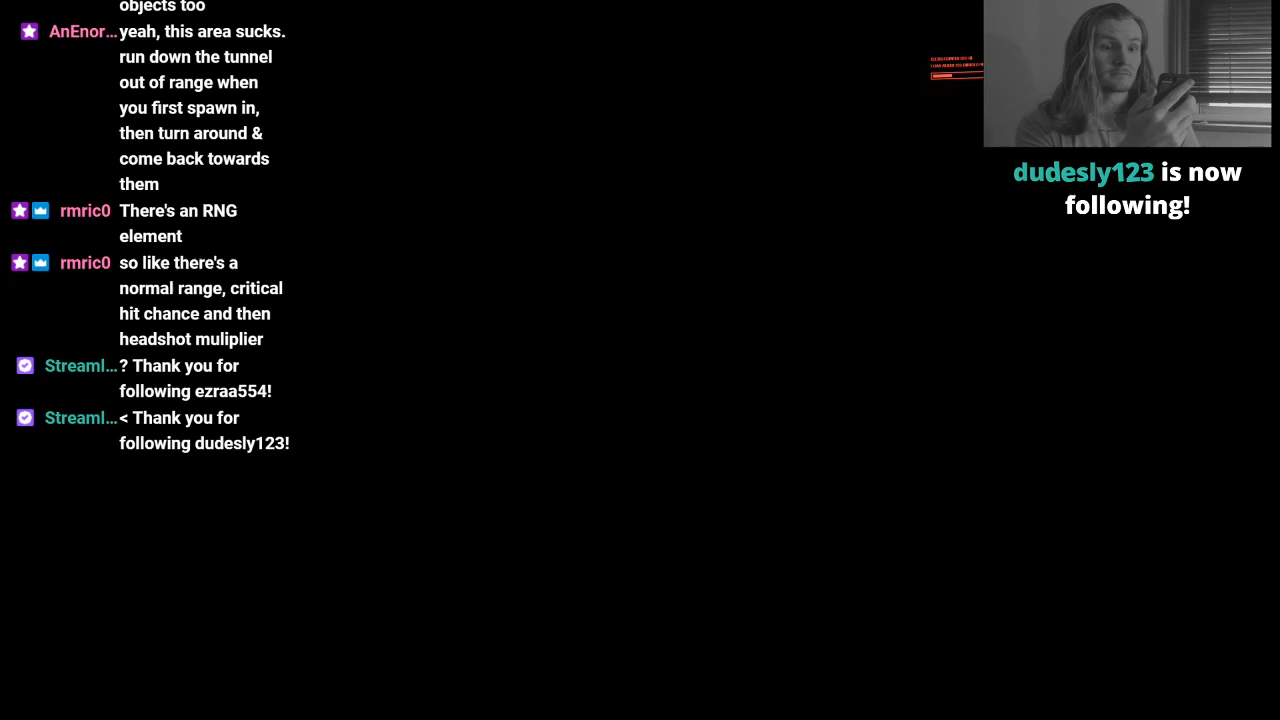 objects too
AnEnor... yeah, this area sucks.
run down the tunnel
out of range when
you first spawn in,
then turn around &
come back towards
them
rmric0 There's an RNG
element
rmric0 so like there's a
normal range, critical
hit chance and then
headshot muliplier
Streaml... ? Thank you for
following ezraa554!
Streaml... < Thank you for
following dudesly123!
dudesly123 is now
following!